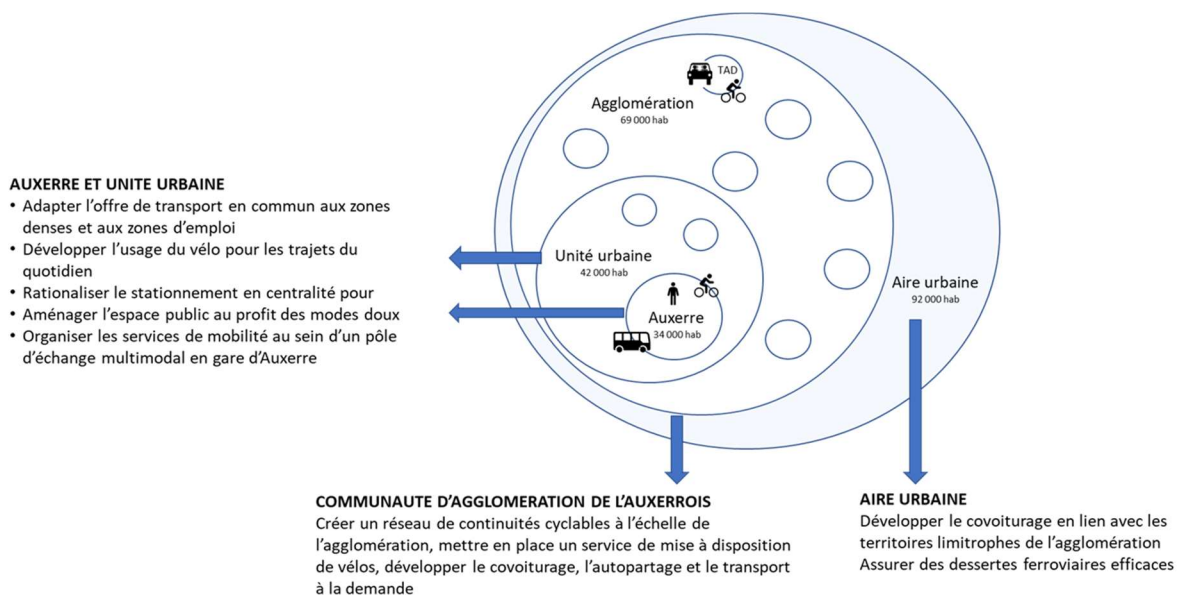 TAD
Agglomération
69 000 hab
Unité urbaine
42 000 hab
Auxerre
34 000 hab
Aire urbaine
92 000 hab
AUXERRE ET UNITE URBAINE
• Adapter l’offre de transport en commun aux zones
denses et aux zones d’emploi
• Développer l’usage du vélo pour les trajets du
quotidien
• Rationaliser le stationnement en centralité pour
• Aménager l’espace public au profit des modes doux
• Organiser les services de mobilité au sein d’un pôle
d’échange multimodal en gare d’Auxerre
COMMUNAUTE D’AGGLOMERATION DE L’AUXERROIS
Créer un réseau de continuités cyclables à l’échelle de
l’agglomération, mettre en place un service de mise à disposition
de vélos, développer le covoiturage, l’autopartage et le transport
à la demande
AIRE URBAINE
Développer le covoiturage en lien avec les
territoires limitrophes de l’agglomération
Assurer des dessertes ferroviaires efficaces